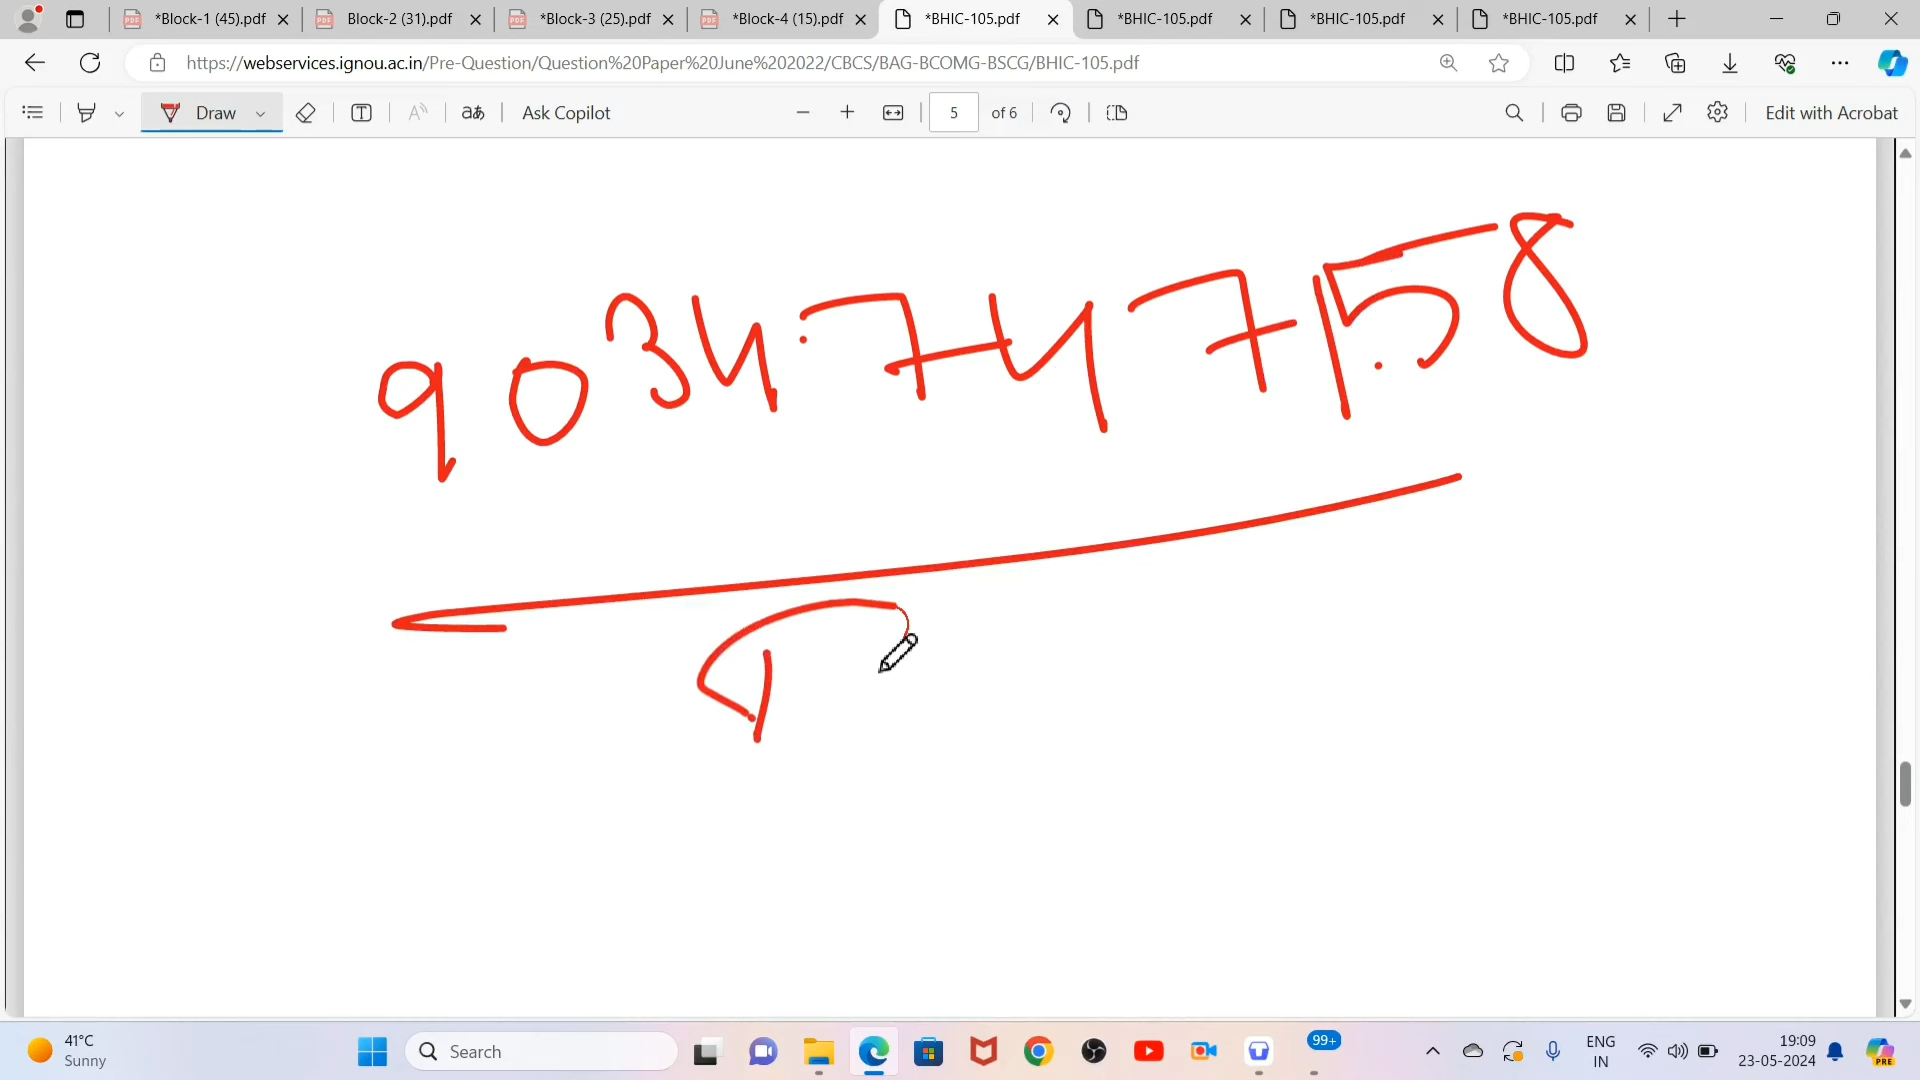 *Block-1 (45).pdf Block-2 (31).pdf *Block-3 (25).pdf *Block-4 (15).pdf *BHIC-105.pdf *BHIC-105.pdf *BHIC-105.pdf *BHIC-105.pdf
https://webservices.ignou.ac.in/Pre-Question/Question%20Paper%20June%202022/CBCS/BAG-BCOMG-BSCG/BHIC-105.pdf
Draw T A aあ Ask Copilot 5 of 6 Edit with Acrobat
9034747158
41°C
Sunny
Search
99+
ENG
IN
19:09
23-05-2024
PRE